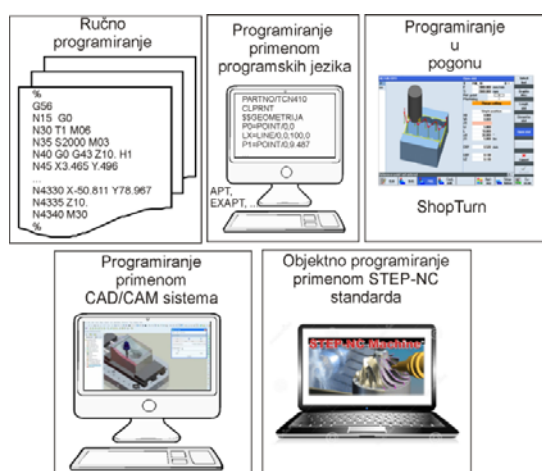 Ručno
programiranje
%
G56
N15 G0
N30 T1 M06
N35 S2000 M03
N40 G0 G43 Z10. H1
N45 X3.465 Y.496
...
N4330 X-50.811 Y78.967
N4335 Z10.
N4340 M30
%
Programiranje
primenom
programskih jezika
PARTNO/TCN410
CLPRNT
$$GEOMETRIJA
P0=POINT/0,0
LX=LINE/0,0,100,0
P1=POINT/0,9.487
APT,
EXAPT, ...
Programiranje
u
pogonu
ShopTurn
Programiranje
primenom
CAD/CAM sistema
Objektno programiranje
primenom STEP-NC
standarda
STEP-NC Machine